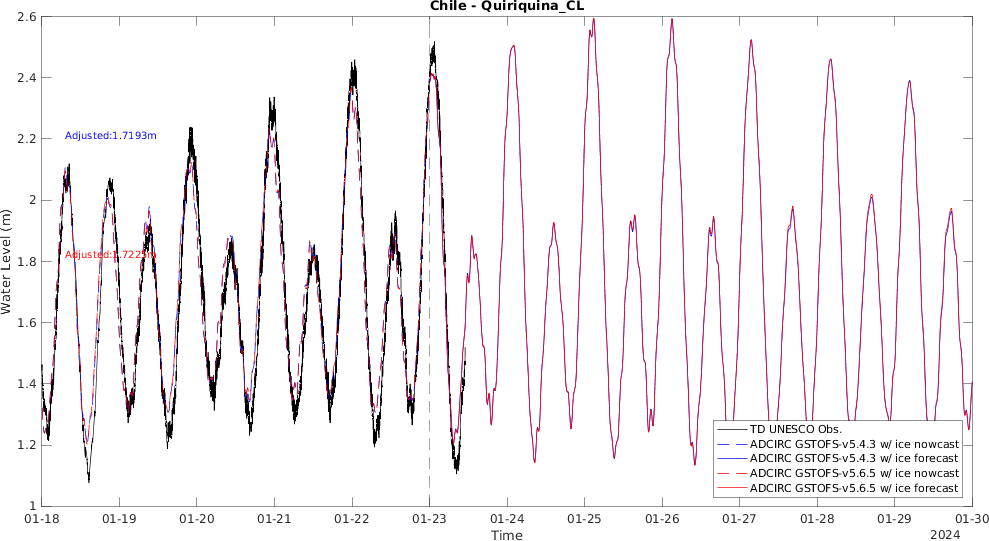 Chile - Quiriquina_CL
2.6
2.4
2.2
2
1.8
1.6
1.4
1.2
1
Water Level (m)
Adjusted:1.7193m
Adjusted:1.7225m
TD UNESCO Obs.
ADCIRC GSTOFS-v5.4.3 w/ ice nowcast
ADCIRC GSTOFS-v5.4.3 w/ ice forecast
ADCIRC GSTOFS-v5.6.5 w/ ice nowcast
ADCIRC GSTOFS-v5.6.5 w/ ice forecast
01-18 01-19 01-20 01-21 01-22 01-23 01-24 01-25 01-26 01-27 01-28 01-29 01-30
Time
2024